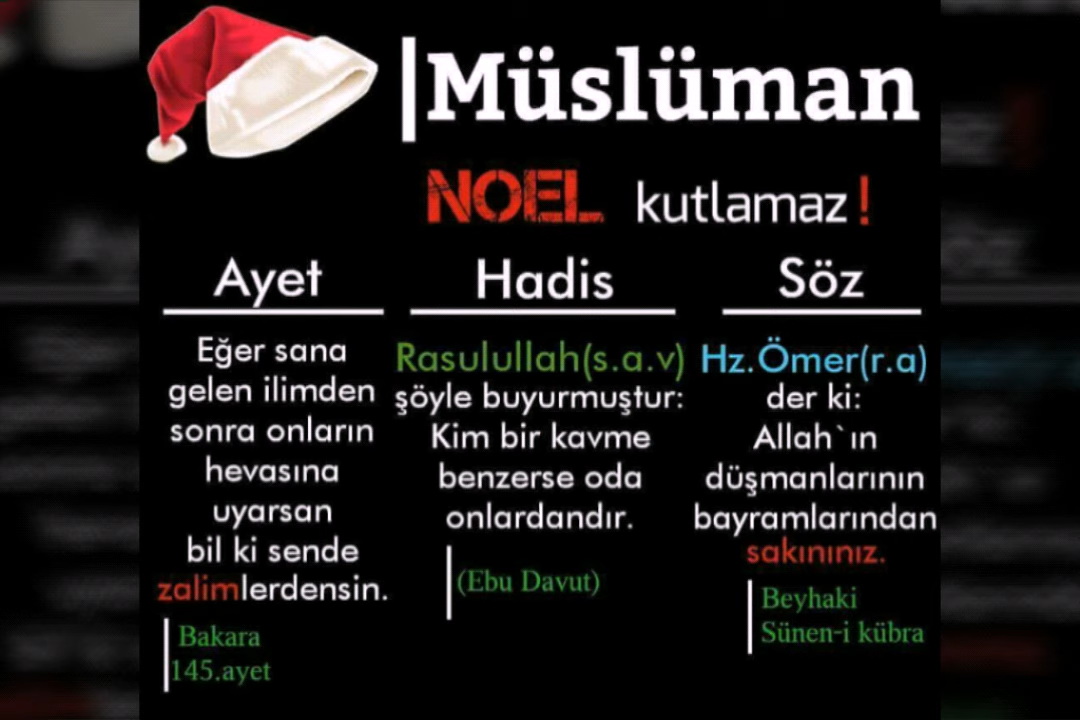 Müslüman
NOEL kutlamaz!
Ayet
Eğer sana
gelen ilimden
sonra onların
hevasına
uyarsan
bil ki sende
zalimlerdensin.
Bakara
145.ayet
Hadis
Rasulullah(s.a.v)
şöyle buyurmuştur:
Kim bir kavme
benzerse oda
onlardandır.
(Ebu Davut)
Söz
Hz.Ömer(r.a)
der ki:
Allah`ın
düşmanlarının
bayramlarından
sakınınız.
Beyhaki
Sünen-i kübra